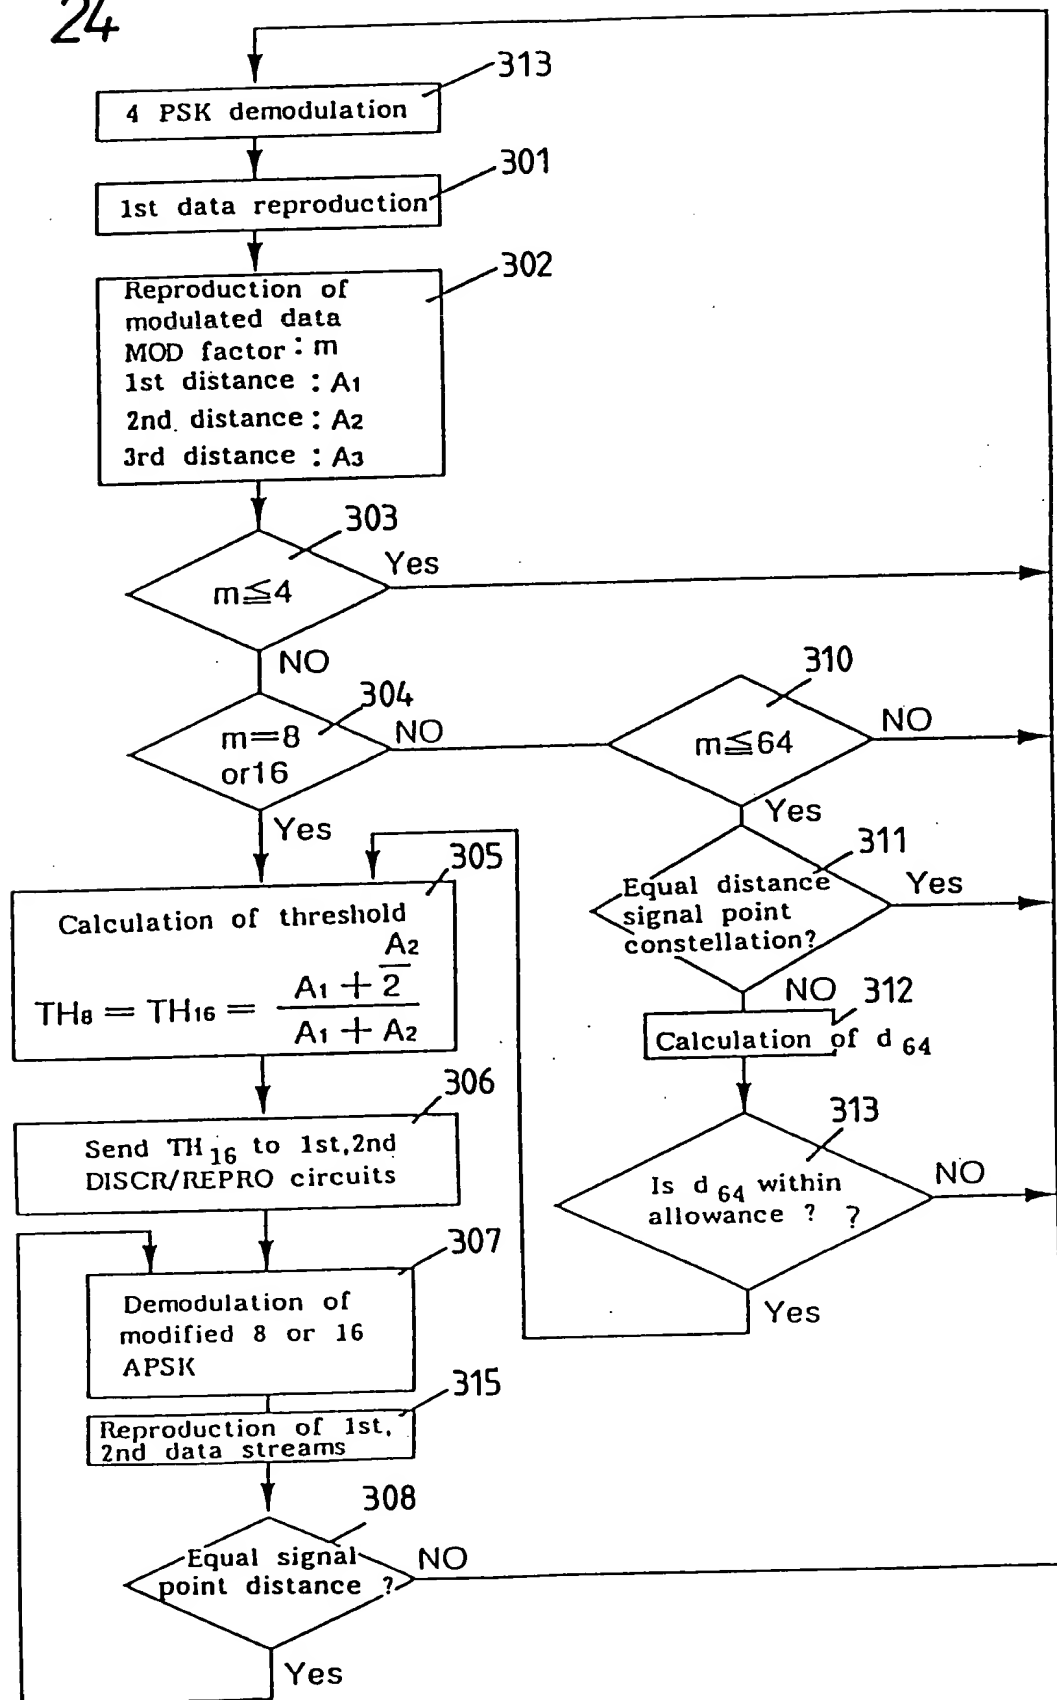 24
313
4 PSK demodulation
301
1st data reproduction
302
Reproduction of
modulated data
MOD factor : m
1st distance : A1
2nd. distance : A2
3rd distance : A3
303
m≦4
Yes
NO
304
m=8
or16
NO
Yes
310
m≦64
NO
Yes
311
Equal distance
signal point
constellation?
Yes
NO
312
Calculation of d 64
313
Is d 64 within
allowance ? ?
NO
Yes
305
Calculation of threshold
TH8 = TH16 = (A1 + A2/2) / (A1 + A2)
306
Send TH16 to 1st,2nd
DISCR/REPRO circuits
307
Demodulation of
modified 8 or 16
APSK
315
Reproduction of 1st,
2nd data streams
308
Equal signal
point distance ?
NO
Yes